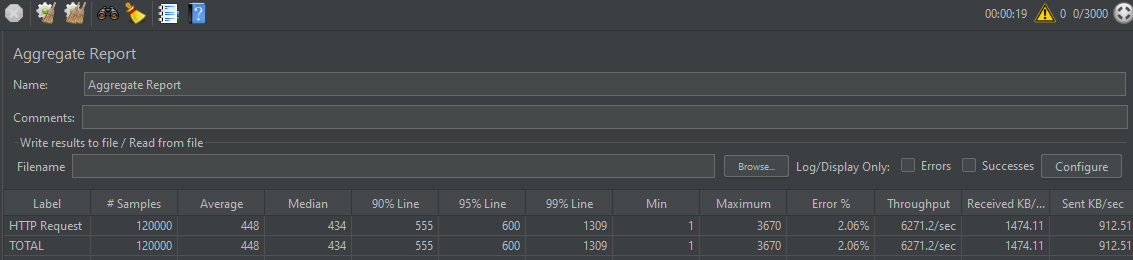 00:00:19 0 0/3000
Aggregate Report
Name: Aggregate Report
Comments:
Write results to file / Read from file
Filename Browse... Log/Display Only: Errors Successes Configure
Label # Samples Average Median 90% Line 95% Line 99% Line Min Maximum Error % Throughput Received KB/... Sent KB/sec
HTTP Request 120000 448 434 555 600 1309 1 3670 2.06% 6271.2/sec 1474.11 912.51
TOTAL 120000 448 434 555 600 1309 1 3670 2.06% 6271.2/sec 1474.11 912.51